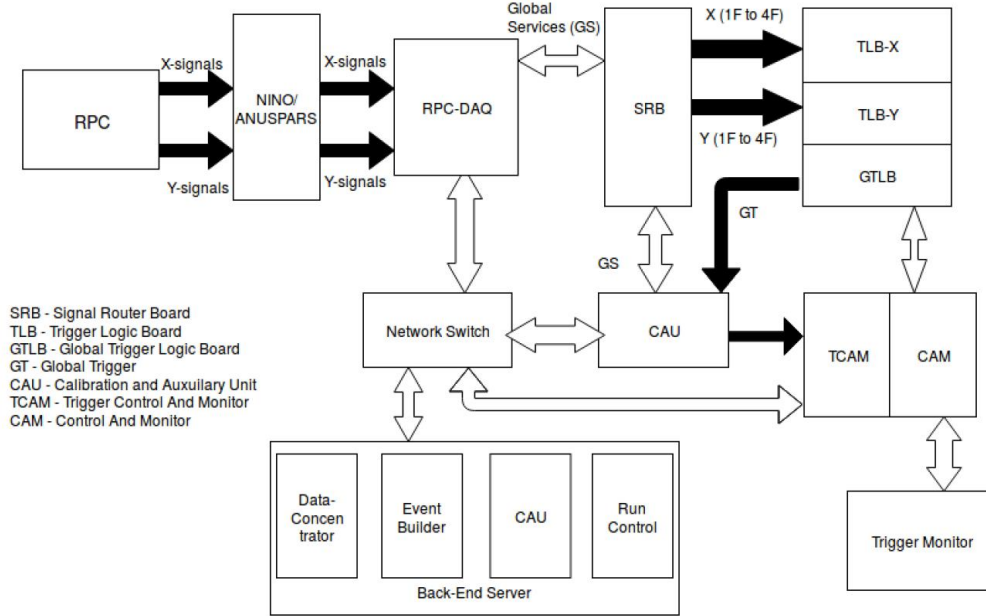 Global
Services (GS)
X (1F to 4F)
X-signals
X-signals
RPC
NINO/
ANUSPARS
RPC-DAQ
SRB
TLB-X
TLB-Y
Y (1F to 4F)
Y-signals
Y-signals
GTLB
GT
GS
SRB - Signal Router Board
TLB - Trigger Logic Board
GTLB - Global Trigger Logic Board
GT - Global Trigger
CAU - Calibration and Auxuilary Unit
TCAM - Trigger Control And Monitor
CAM - Control And Monitor
Network Switch
CAU
TCAM
CAM
Data-
Concen
trator
Event
Builder
CAU
Run
Control
Back-End Server
Trigger Monitor